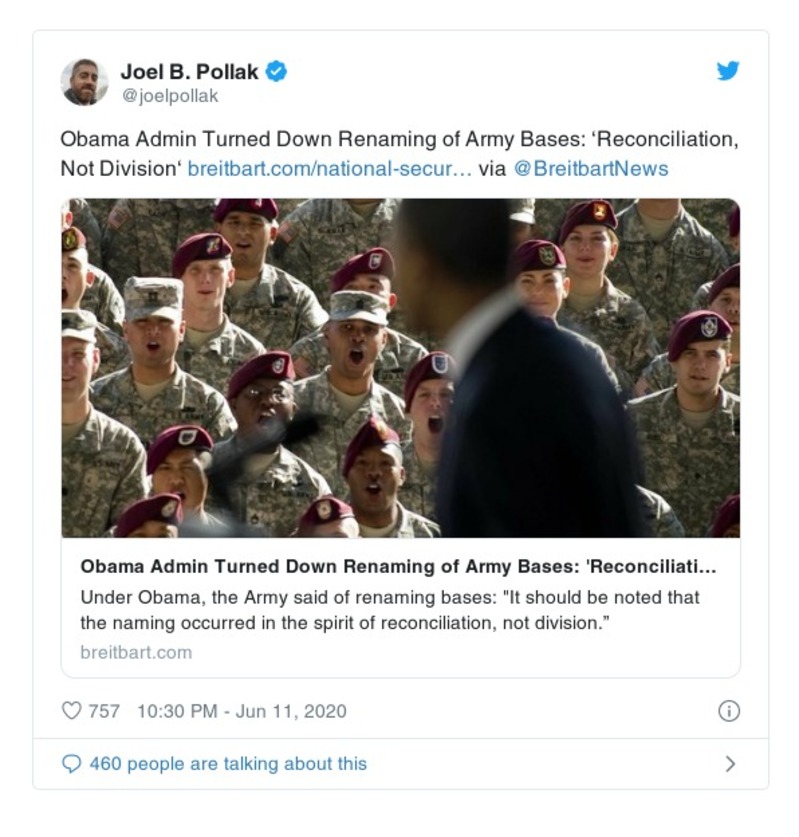 Joel B. Pollak
@joelpollak
Obama Admin Turned Down Renaming of Army Bases: ‘Reconciliation,
Not Division‘ breitbart.com/national-secur… via @BreitbartNews
Obama Admin Turned Down Renaming of Army Bases: 'Reconciliati…
Under Obama, the Army said of renaming bases: "It should be noted that
the naming occurred in the spirit of reconciliation, not division.”
breitbart.com
757 10:30 PM - Jun 11, 2020
460 people are talking about this